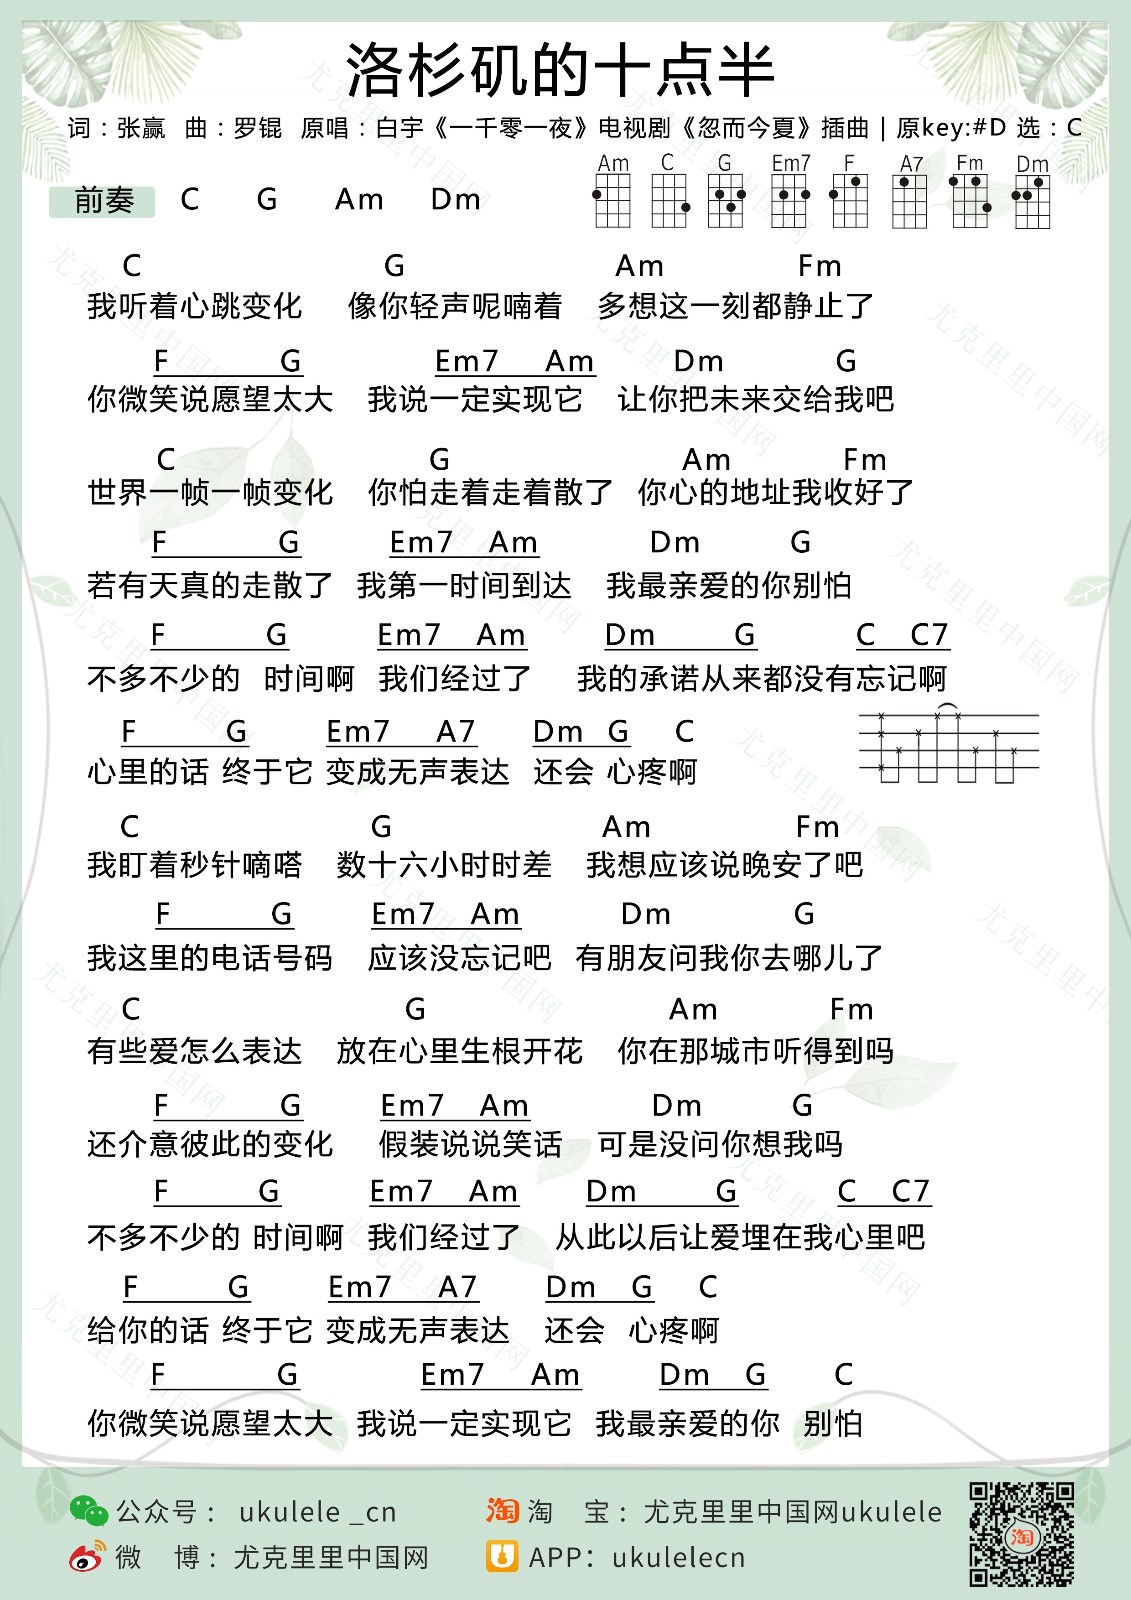 洛杉矶的十点半
词：张赢 曲：罗锟 原唱：白宇《一千零一夜》电视剧《忽而今夏》插曲 | 原key:#D 选：C
Am C G Em7 F A7 Fm Dm
前奏 C G Am Dm
C G Am Fm
我听着心跳变化 像你轻声呢喃着 多想这一刻都静止了
F G Em7 Am Dm G
你微笑说愿望太大 我说一定实现它 让你把未来交给我吧
C G Am Fm
世界一帧一帧变化 你怕走着走着散了 你心的地址我收好了
F G Em7 Am Dm G
若有天真的走散了 我第一时间到达 我最亲爱的你别怕
F G Em7 Am Dm G C C7
不多不少的 时间啊 我们经过了 我的承诺从来都没有忘记啊
F G Em7 A7 Dm G C
心里的话 终于它 变成无声表达 还会 心疼啊
C G Am Fm
我盯着秒针嘀嗒 数十六小时时差 我想应该说晚安了吧
F G Em7 Am Dm G
我这里的电话号码 应该没忘记吧 有朋友问我你去哪儿了
C G Am Fm
有些爱怎么表达 放在心里生根开花 你在那城市听得到吗
F G Em7 Am Dm G
还介意彼此的变化 假装说说笑话 可是没问你想我吗
F G Em7 Am Dm G C C7
不多不少的 时间啊 我们经过了 从此以后让爱埋在我心里吧
F G Em7 A7 Dm G C
给你的话 终于它 变成无声表达 还会 心疼啊
F G Em7 Am Dm G C
你微笑说愿望太大 我说一定实现它 我最亲爱的你 别怕
公众号： ukulele _cn 淘 淘 宝：尤克里里中国网ukulele
微 博：尤克里里中国网 APP：ukulelecn
淘